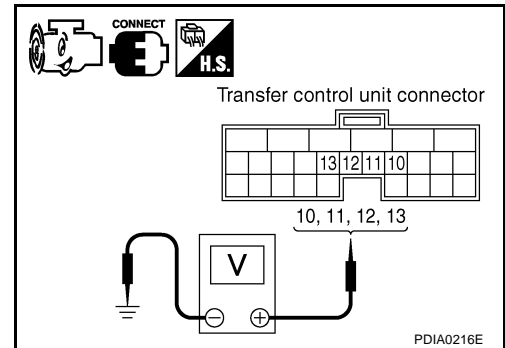 CONNECT
H.S.
Transfer control unit connector
13 12 11 10
10, 11, 12, 13
V
− +
PDIA0216E